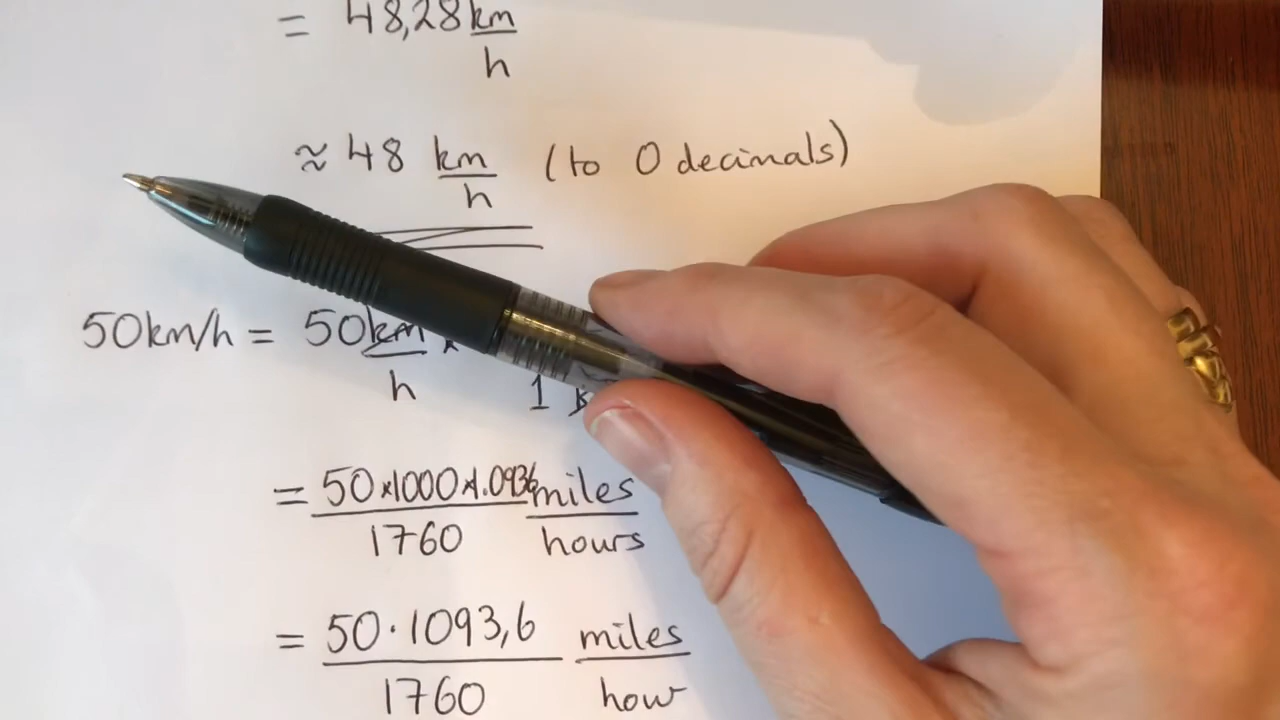 = 48,28 km/h
≈ 48 km/h (to 0 decimals)
50km/h = 50 km/h × 1
= 50×1000×1.0936/1760 miles/hours
= 50·1093,6/1760 miles/hour